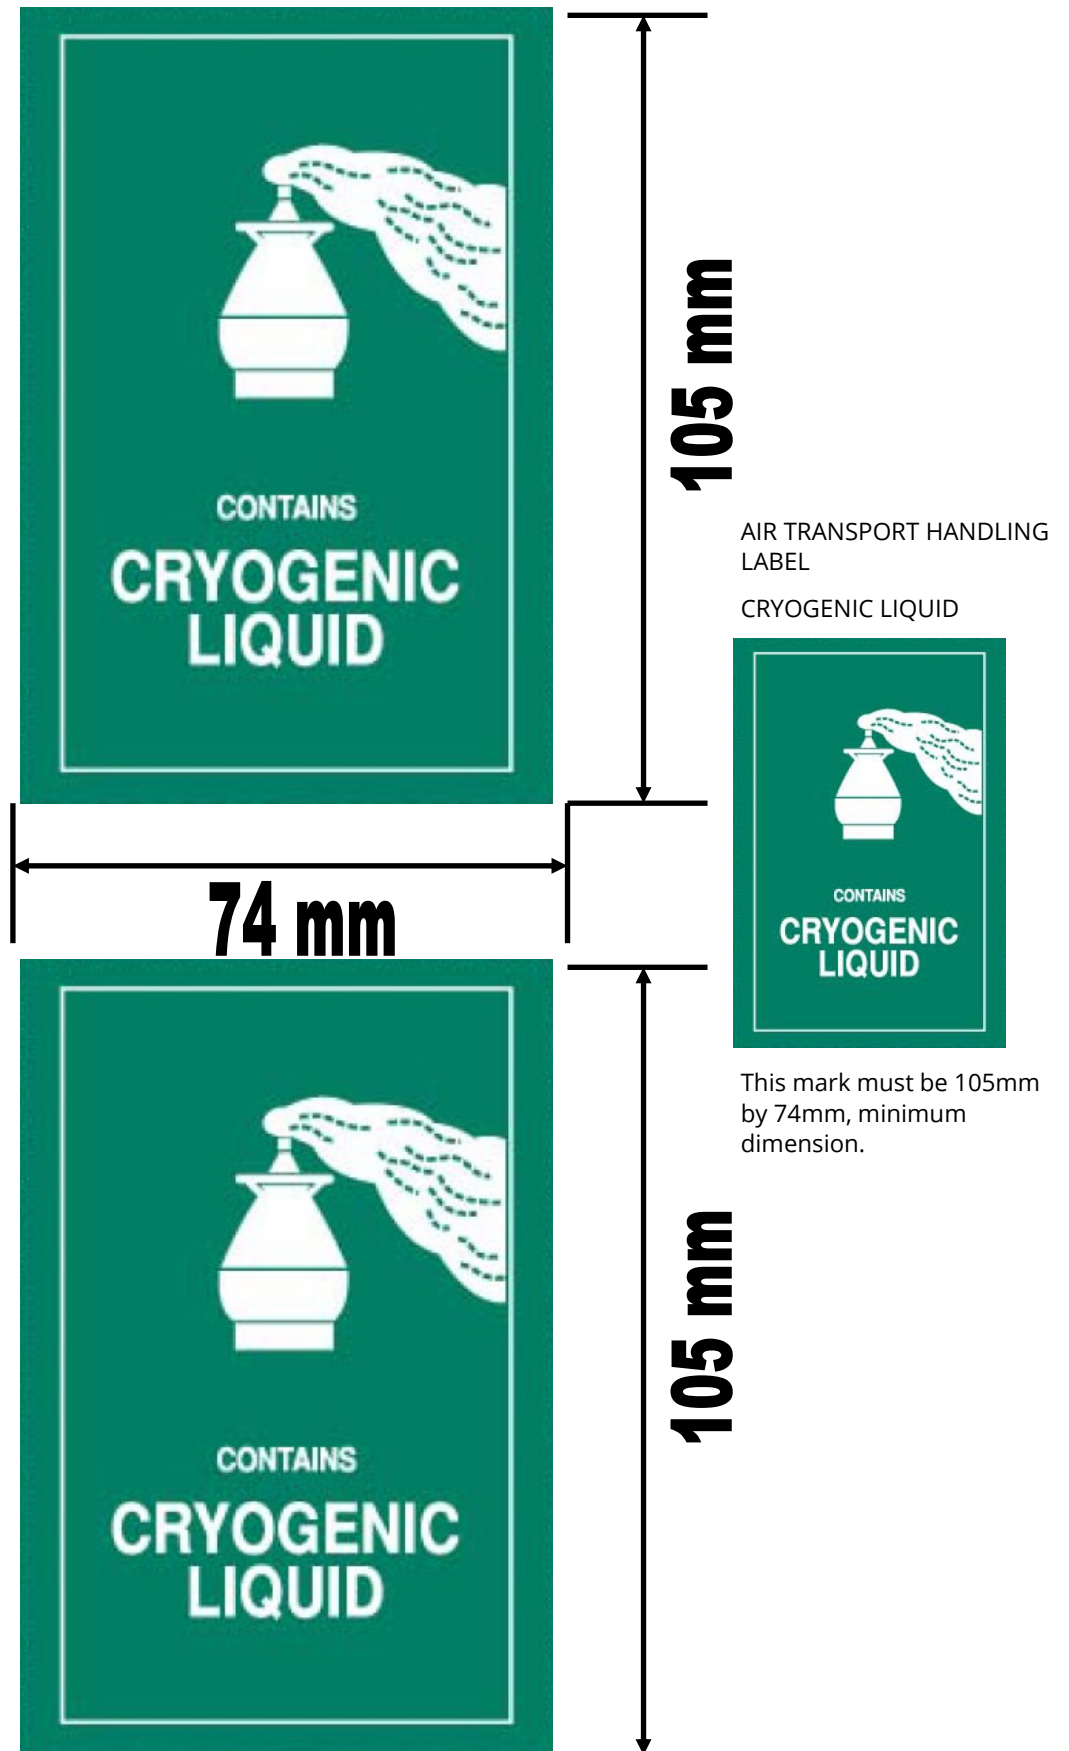 CONTAINS
CRYOGENIC
LIQUID
105 mm
74 mm
AIR TRANSPORT HANDLING
LABEL
CRYOGENIC LIQUID
CONTAINS
CRYOGENIC
LIQUID
This mark must be 105mm
by 74mm, minimum
dimension.
CONTAINS
CRYOGENIC
LIQUID
105 mm